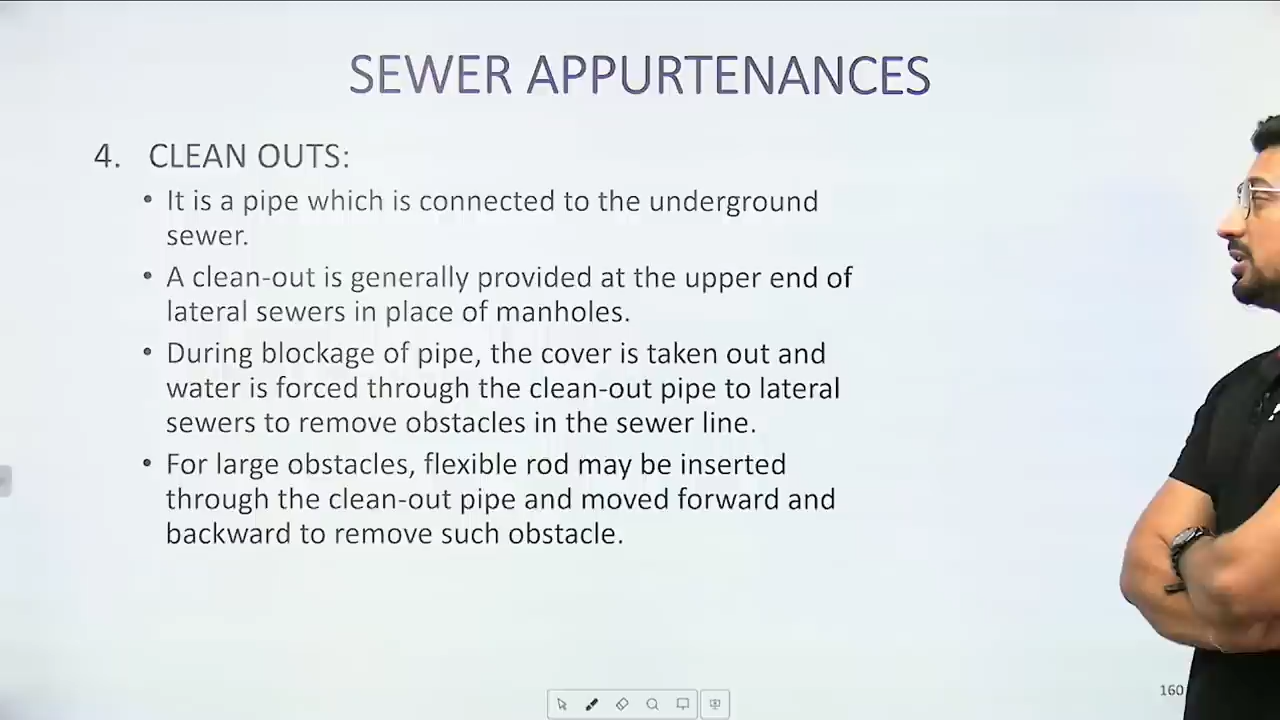 SEWER APPURTENANCES
4. CLEAN OUTS:
• It is a pipe which is connected to the underground
sewer.
• A clean-out is generally provided at the upper end of
lateral sewers in place of manholes.
• During blockage of pipe, the cover is taken out and
water is forced through the clean-out pipe to lateral
sewers to remove obstacles in the sewer line.
• For large obstacles, flexible rod may be inserted
through the clean-out pipe and moved forward and
backward to remove such obstacle.
160